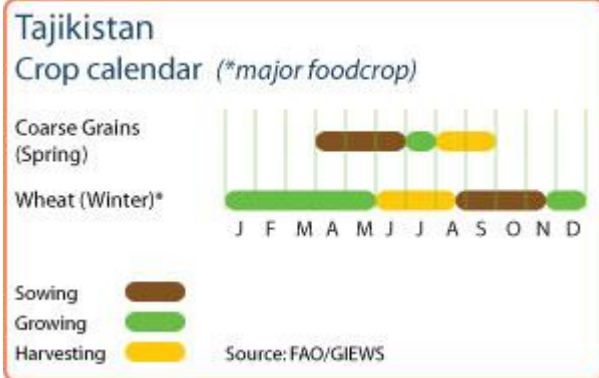 Tajikistan
Crop calendar (*major foodcrop)
Coarse Grains
(Spring)
Wheat (Winter)*
J F M A M J J A S O N D
Sowing
Growing
Harvesting
Source: FAO/GIEWS